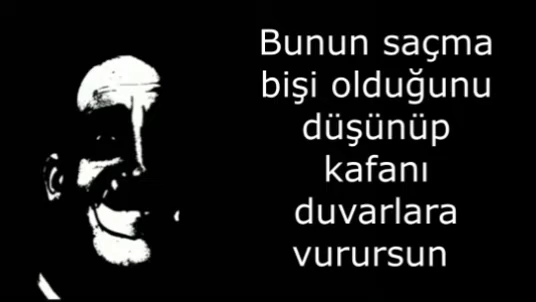 Bunun saçma
bişi olduğunu
düşünüp
kafanı
duvarlara
vurursun